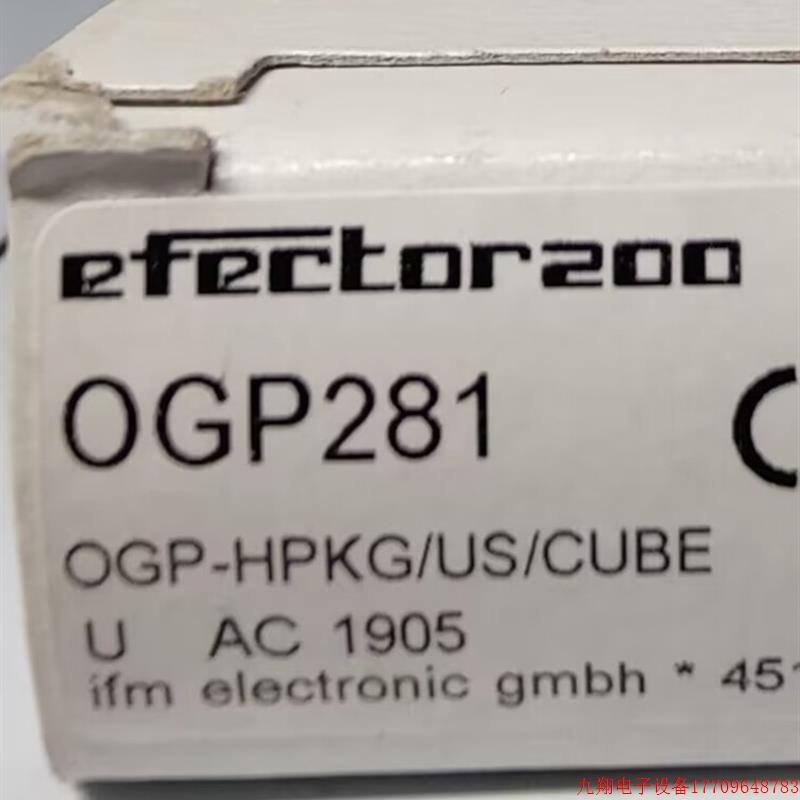 efector200
OGP281
OGP-HPKG/US/CUBE
U AC 1905
ifm electronic gmbh * 451
九翔电子设备17709648783